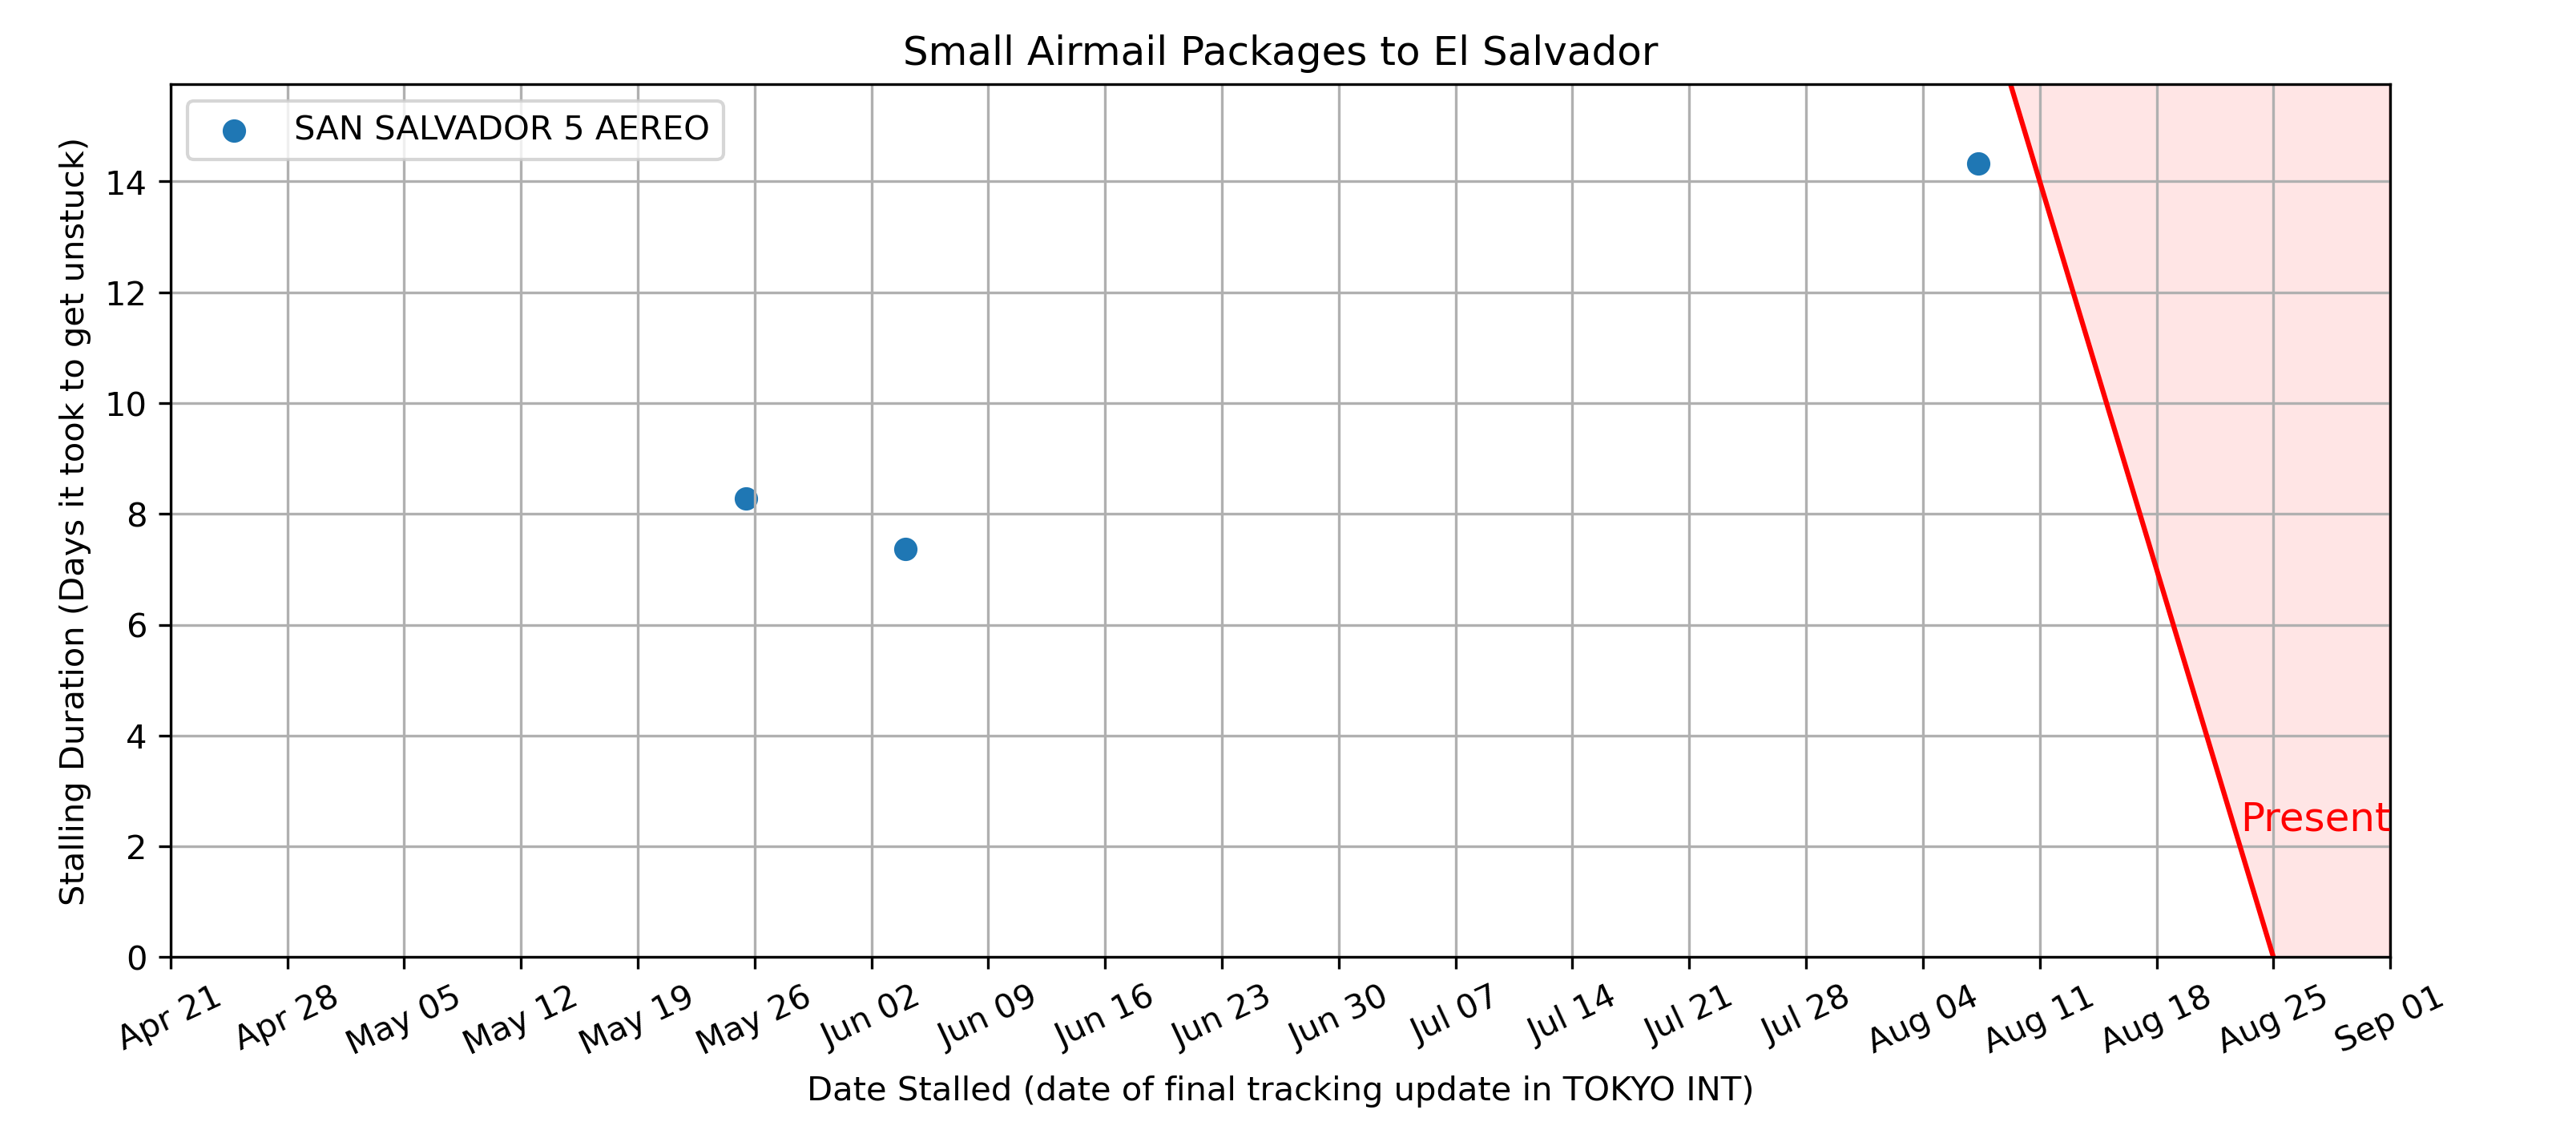 Small Airmail Packages to El Salvador
SAN SALVADOR 5 AEREO
Stalling Duration (Days it took to get unstuck)
14
12
10
8
6
4
2
0
Present
Apr 21
Apr 28
May 05
May 12
May 19
May 26
Jun 02
Jun 09
Jun 16
Jun 23
Jun 30
Jul 07
Jul 14
Jul 21
Jul 28
Aug 04
Aug 11
Aug 18
Aug 25
Sep 01
Date Stalled (date of final tracking update in TOKYO INT)